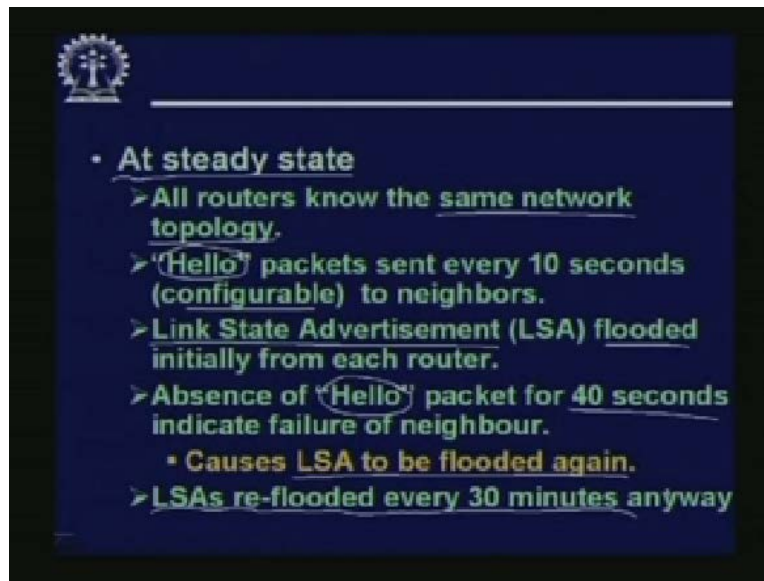 • At steady state
➢All routers know the same network
topology.
➢"Hello" packets sent every 10 seconds
(configurable) to neighbors.
➢Link State Advertisement (LSA) flooded
initially from each router.
➢Absence of "Hello" packet for 40 seconds
indicate failure of neighbour.
▪ Causes LSA to be flooded again.
➢LSAs re-flooded every 30 minutes anyway